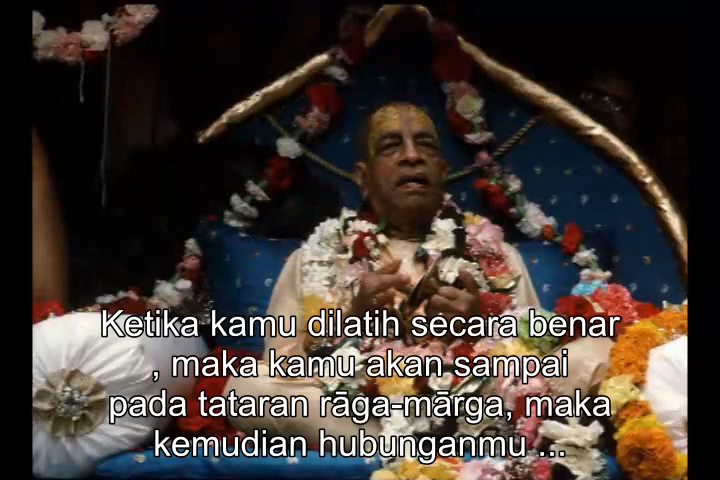 Ketika kamu dilatih secara benar
, maka kamu akan sampai
pada tataran rāga-mārga, maka
kemudian hubunganmu ...